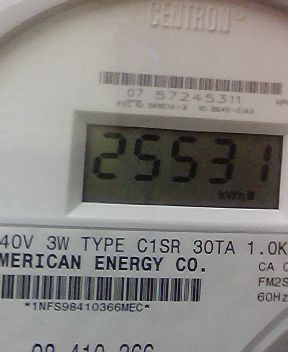 CENTRON®
07 57245311
25531
kWh
40V 3W TYPE C1SR 30TA 1.0K
MERICAN ENERGY CO.
CA 0
FM2S
*1NFS98410366MEC*
60Hz